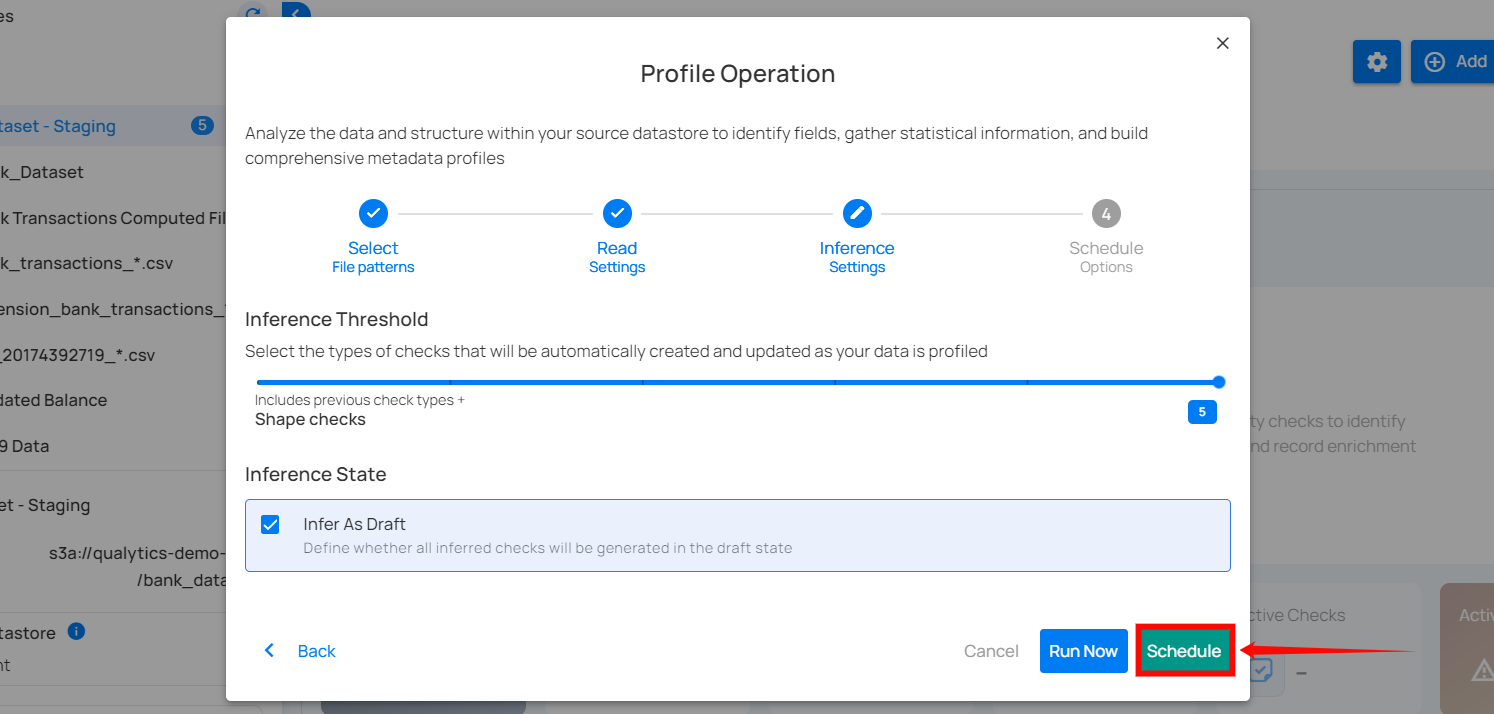 es
Profile Operation
Add
taset - Staging
5
Analyze the data and structure within your source datastore to identify fields, gather statistical information, and build
comprehensive metadata profiles
k_Dataset
k Transactions Computed Fil
k_transactions_*.csv
ension_bank_transactions_*
_20174392719_*.csv
dated Balance
9 Data
et - Staging
s3a://qualytics-demo-
/bank_data
tastore
nt
4
Select
File patterns
Read
Settings
Inference
Settings
Schedule
Options
Inference Threshold
Select the types of checks that will be automatically created and updated as your data is profiled
Includes previous check types +
Shape checks
5
ty checks to identify
nd record enrichment
Inference State
Infer As Draft
Define whether all inferred checks will be generated in the draft state
Back
Cancel
Run Now
Schedule
ctive Checks
–
Activ